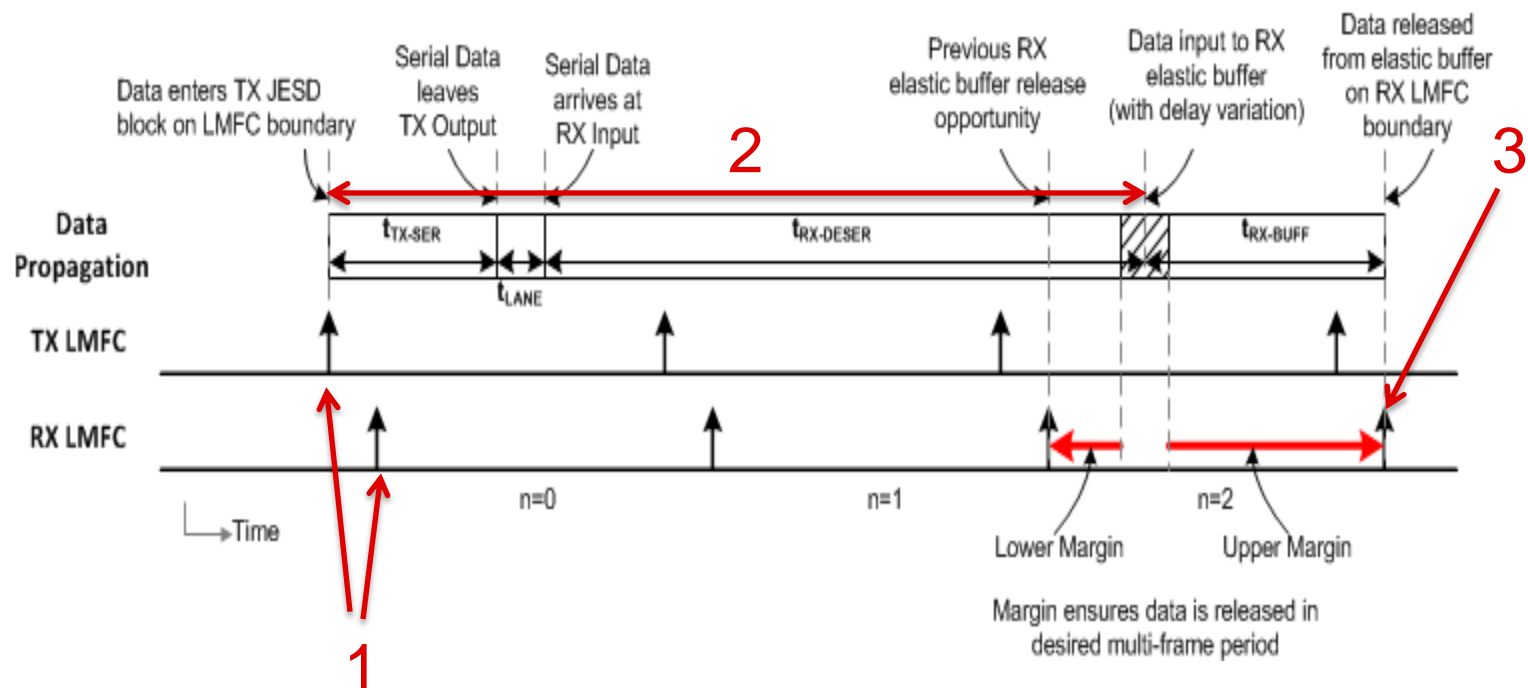 Data enters TX JESD
block on LMFC boundary
Serial Data
leaves
TX Output
Serial Data
arrives at
RX Input
Previous RX
elastic buffer release
opportunity
Data input to RX
elastic buffer
(with delay variation)
Data released
from elastic buffer
on RX LMFC
boundary
2
3
Data
Propagation
tTX-SER
tLANE
tRX-DESER
tRX-BUFF
TX LMFC
RX LMFC
n=0
n=1
n=2
Time
Lower Margin
Upper Margin
Margin ensures data is released in
desired multi-frame period
1